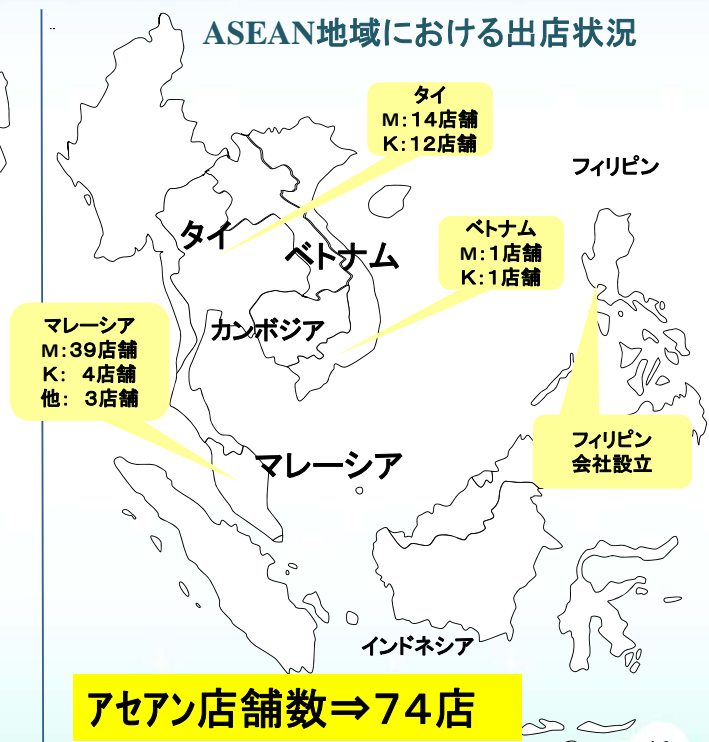 ASEAN地域における出店状況
タイ
M:14店舗
K:12店舗
フィリピン
タイ
ベトナム
ベトナム
M:1店舗
K:1店舗
マレーシア
M:39店舗
K: 4店舗
他: 3店舗
カンボジア
フィリピン
会社設立
マレーシア
インドネシア
アセアン店舗数⇒74店